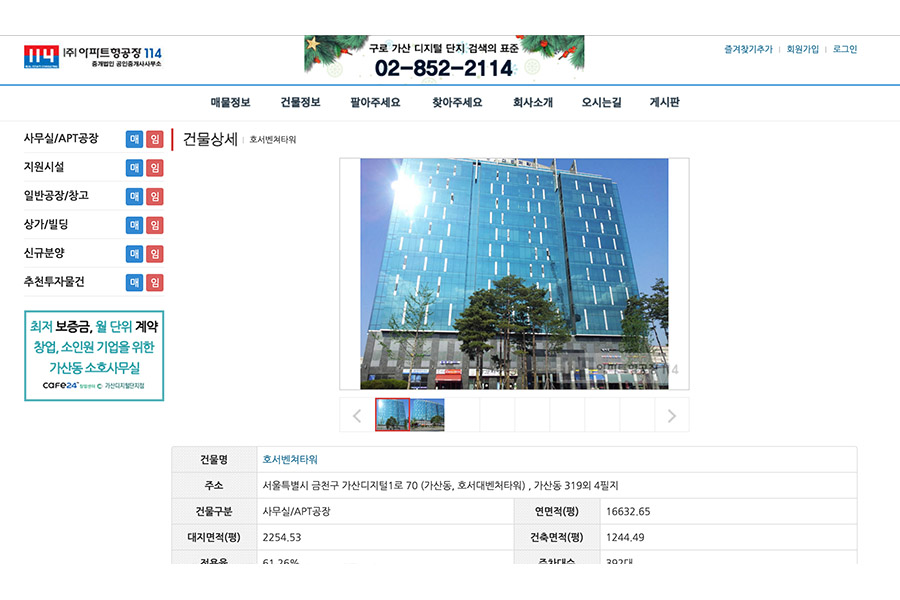 114 (주)아파트형공장 114
중개법인 공인중개사사무소
구로 가산 디지털 단지 검색의 표준
02-852-2114
즐겨찾기추가 | 회원가입 | 로그인
매물정보 건물정보 팔아주세요 찾아주세요 회사소개 오시는길 게시판
사무실/APT공장 매 임
지원시설 매 임
일반공장/창고 매 임
상가/빌딩 매 임
신규분양 매 임
추천투자물건 매 임
최저 보증금, 월 단위 계약
창업, 소인원 기업을 위한
가산동 소호사무실
cafe24 창업센터 가산디지털단지점
건물상세 | 호서벤쳐타워
아파트형공장 114
건물명 호서벤쳐타워
주소 서울특별시 금천구 가산디지털1로 70 (가산동, 호서대벤처타워) , 가산동 319외 4필지
건물구분 사무실/APT공장 연면적(평) 16632.65
대지면적(평) 2254.53 건축면적(평) 1244.49
전용율 61.26% 주차대수 392대